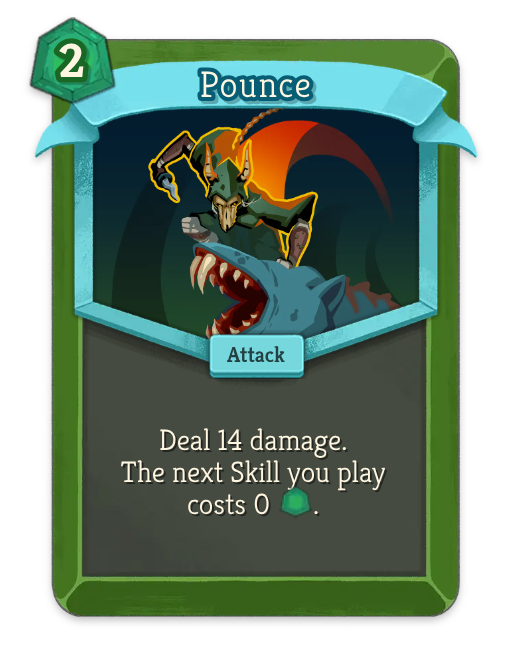 2
Pounce
Attack
Deal 14 damage.
The next Skill you play
costs 0 .